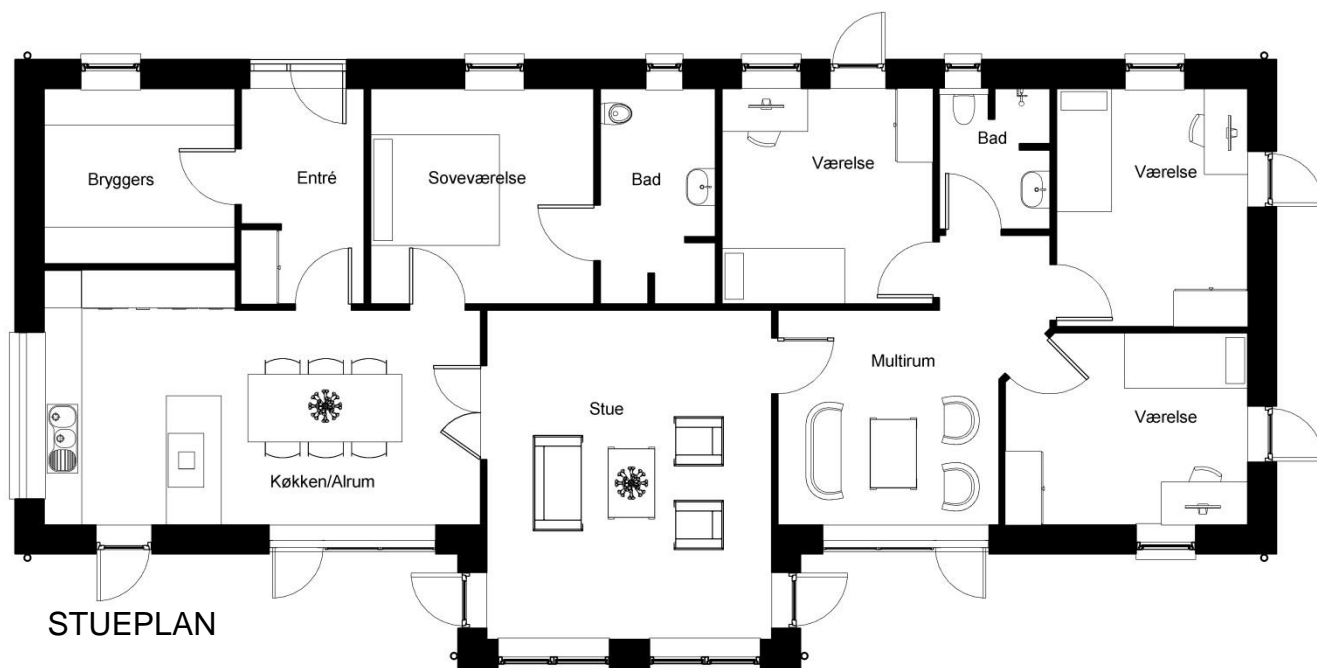 Bryggers
Entré
Soveværelse
Bad
Værelse
Bad
Værelse
Køkken/Alrum
Stue
Multirum
Værelse
STUEPLAN